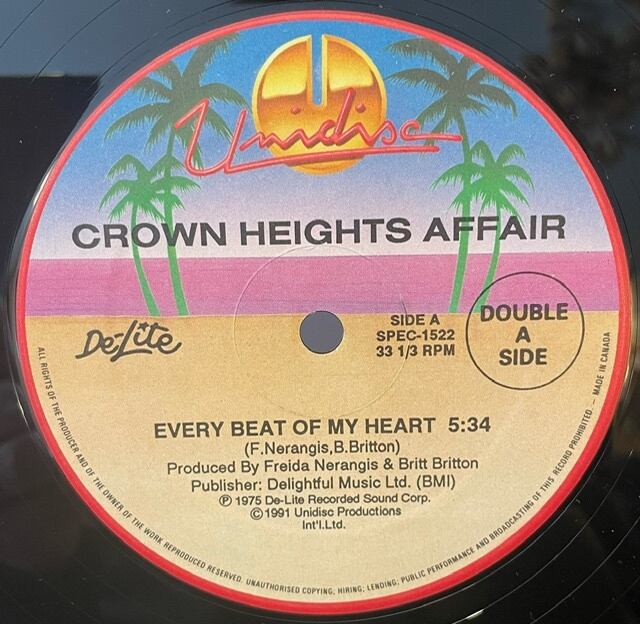 Unidisc
CROWN HEIGHTS AFFAIR
De-Lite
SIDE A
SPEC-1522
33 1/3 RPM
DOUBLE
A
SIDE
EVERY BEAT OF MY HEART 5:34
(F.Nerangis,B.Britton)
Produced By Freida Nerangis & Britt Britton
Publisher: Delightful Music Ltd. (BMI)
℗ 1975 De-Lite Recorded Sound Corp.
© 1991 Unidisc Productions
Int'l.Ltd.
ALL RIGHTS OF THE PRODUCER AND OF THE OWNER OF THE WORK REPRODUCED RESERVED. UNAUTHORISED COPYING; HIRING; LENDING; PUBLIC PERFORMANCE AND BROADCASTING OF THIS RECORD PROHIBITED. – MADE IN CANADA